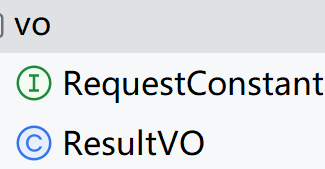 vo
I RequestConstant
C ResultVO